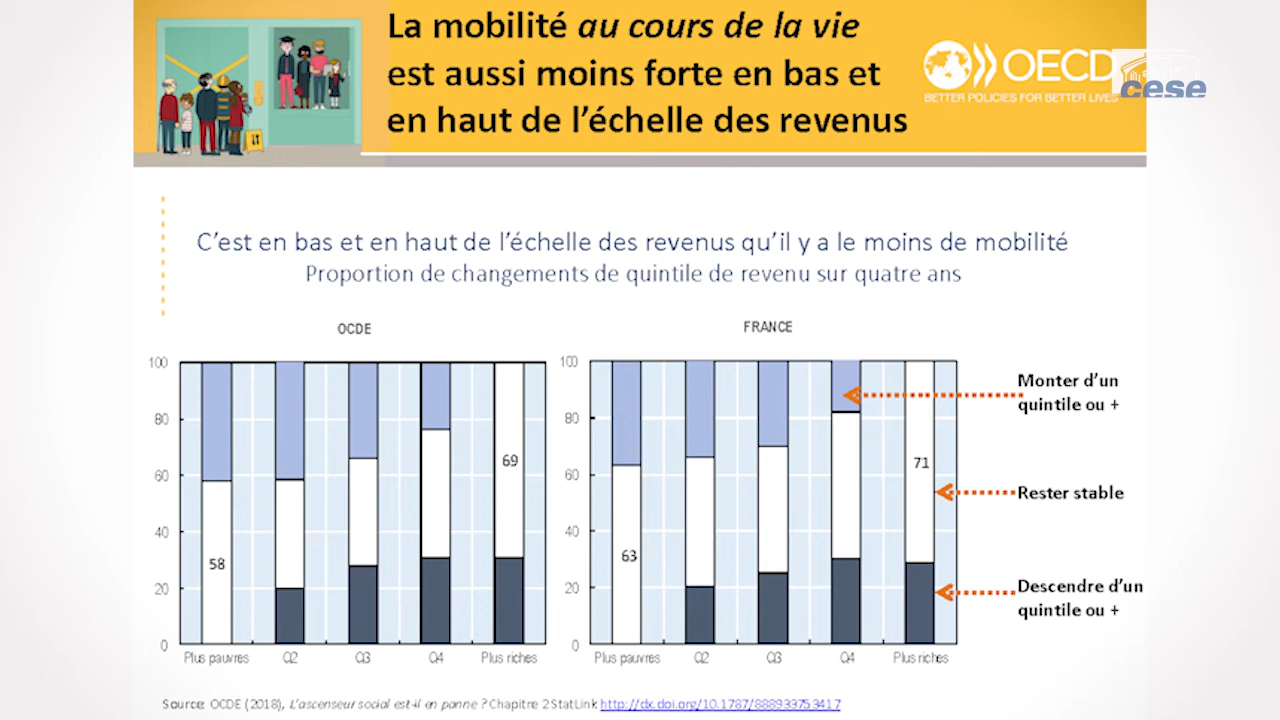 La mobilité au cours de la vie
est aussi moins forte en bas et
en haut de l'échelle des revenus
OECD
BETTER POLICIES FOR BETTER LIVES
cese
C'est en bas et en haut de l'échelle des revenus qu'il y a le moins de mobilité
Proportion de changements de quintile de revenu sur quatre ans
OCDE
100
80
60
40
20
0
58
69
Plus pauvres Q2 Q3 Q4 Plus riches
FRANCE
100
80
60
40
20
0
63
71
Plus pauvres Q2 Q3 Q4 Plus riches
Monter d'un
quintile ou +
Rester stable
Descendre d'un
quintile ou +
Source: OCDE (2018), L'ascenseur social est-il en panne ? Chapitre 2 StatLink http://dx.doi.org/10.1787/888933753417